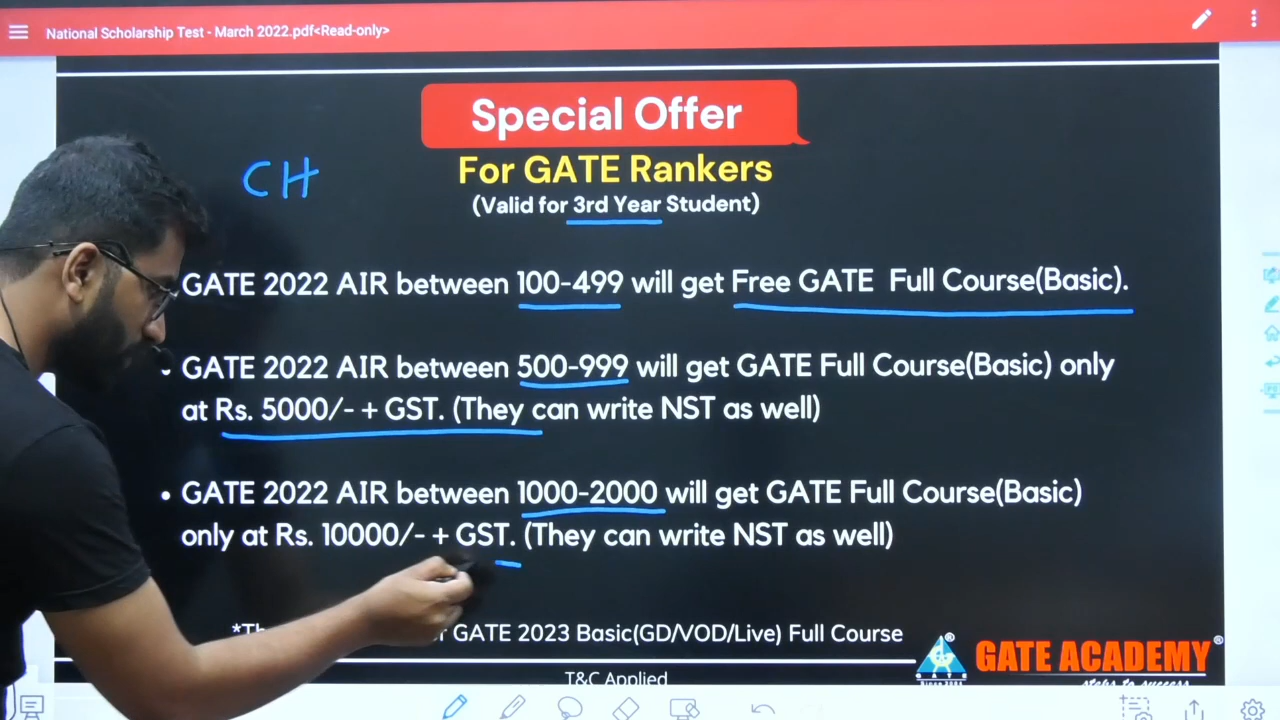 National Scholarship Test - March 2022.pdf<Read-only>
Special Offer
For GATE Rankers
CH
(Valid for 3rd Year Student)
GATE 2022 AIR between 100-499 will get Free GATE Full Course(Basic).
• GATE 2022 AIR between 500-999 will get GATE Full Course(Basic) only
at Rs. 5000/- + GST. (They can write NST as well)
• GATE 2022 AIR between 1000-2000 will get GATE Full Course(Basic)
only at Rs. 10000/- + GST. (They can write NST as well)
GATE 2023 Basic(GD/VOD/Live) Full Course
GATE ACADEMY®
steps to success
T&C Applied